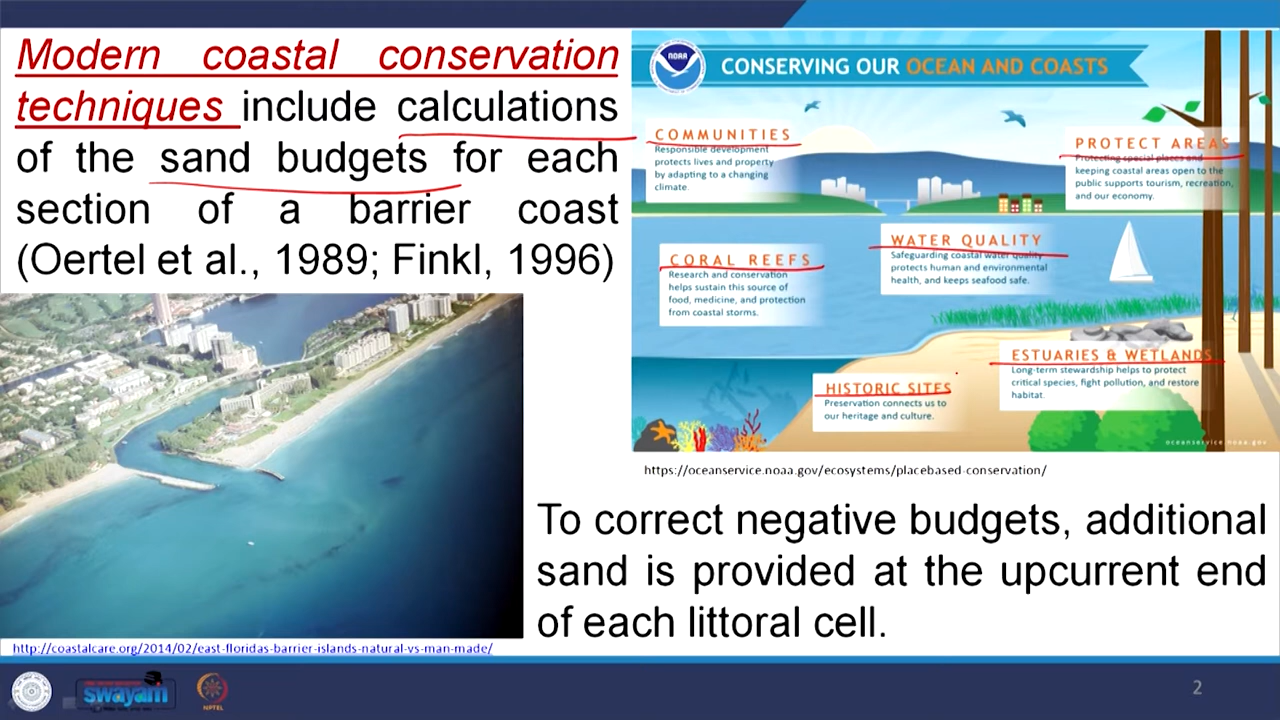 Modern coastal conservation
techniques include calculations
of the sand budgets for each
section of a barrier coast
(Oertel et al., 1989; Finkl, 1996)
NOAA
CONSERVING OUR OCEAN AND COASTS
COMMUNITIES
Responsible development
protects lives and property
by adapting to a changing
climate.
PROTECT AREAS
Protecting special places and
keeping coastal areas open to the
public supports tourism, recreation,
and our economy.
WATER QUALITY
Safeguarding coastal water quality
protects human and environmental
health, and keeps seafood safe.
CORAL REEFS
Research and conservation
helps sustain this source of
food, medicine, and protection
from coastal storms.
ESTUARIES & WETLANDS
Long-term stewardship helps to protect
critical species, fight pollution, and restore
habitat.
HISTORIC SITES
Preservation connects us to
our heritage and culture.
oceanservice.noaa.gov
https://oceanservice.noaa.gov/ecosystems/placebased-conservation/
To correct negative budgets, additional
sand is provided at the upcurrent end
of each littoral cell.
http://coastalcare.org/2014/02/east-floridas-barrier-islands-natural-vs-man-made/
swayam
NPTEL
2